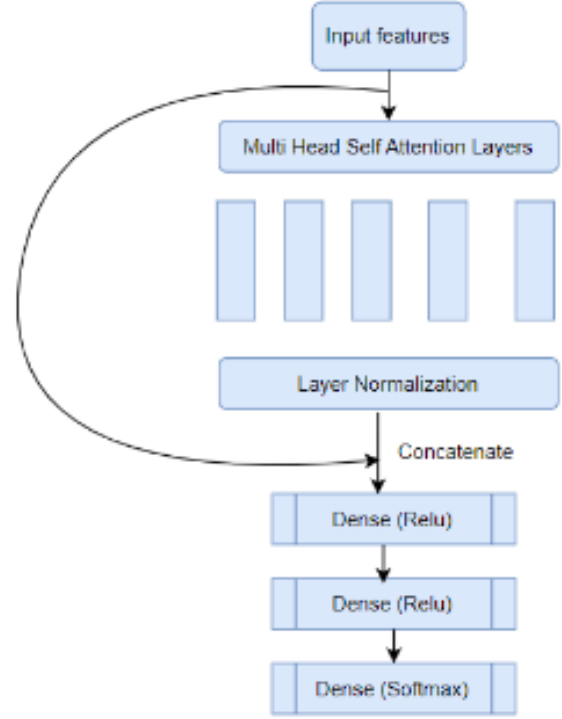 Input features
Multi Head Self Attention Layers
Layer Normalization
Concatenate
Dense (Relu)
Dense (Relu)
Dense (Softmax)